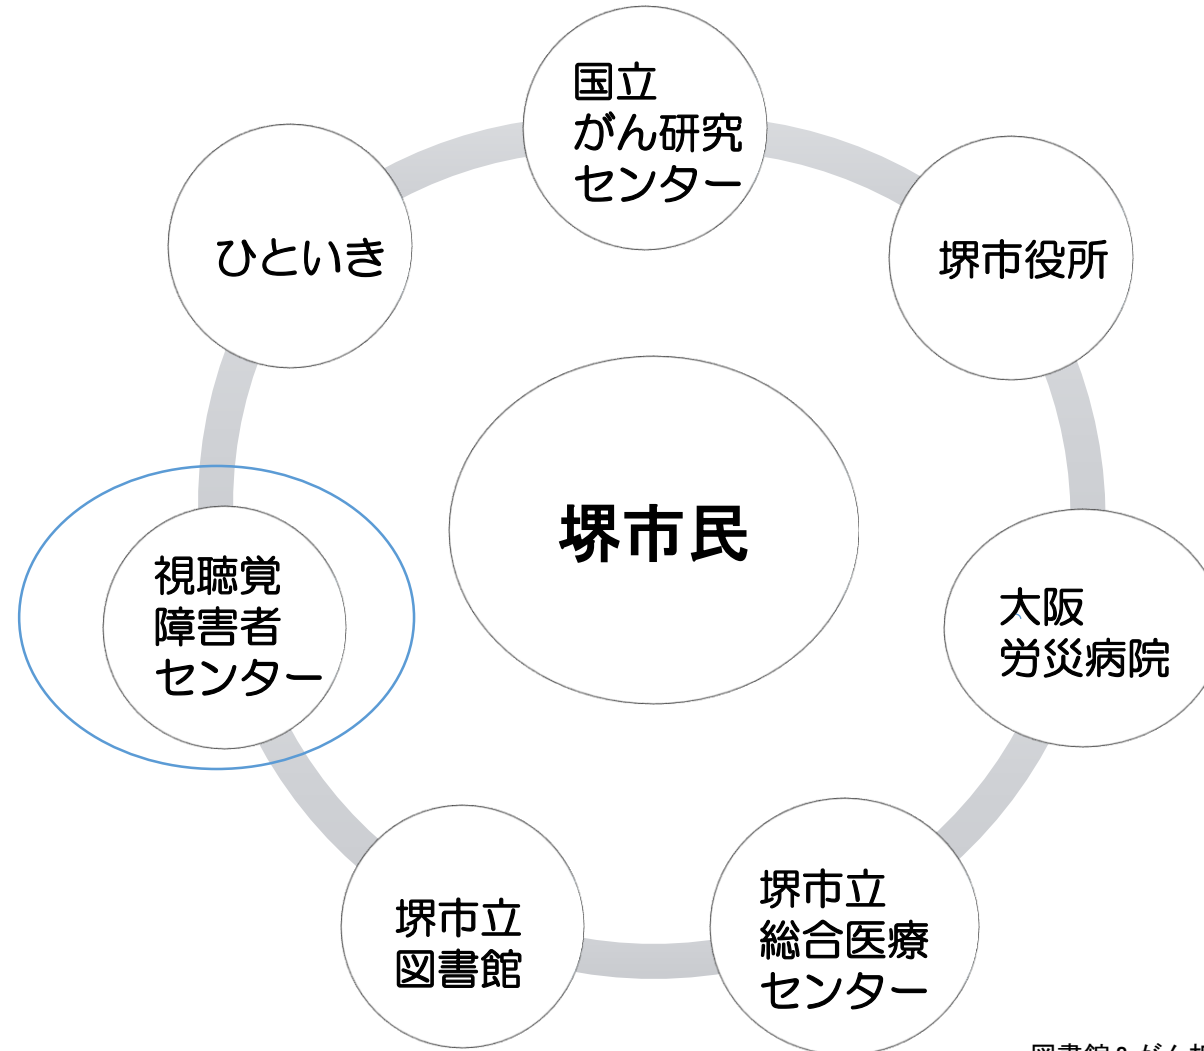 国立
がん研究
センター
堺市役所
大阪
労災病院
堺市立
総合医療
センター
堺市立
図書館
視聴覚
障害者
センター
ひといき
堺市民